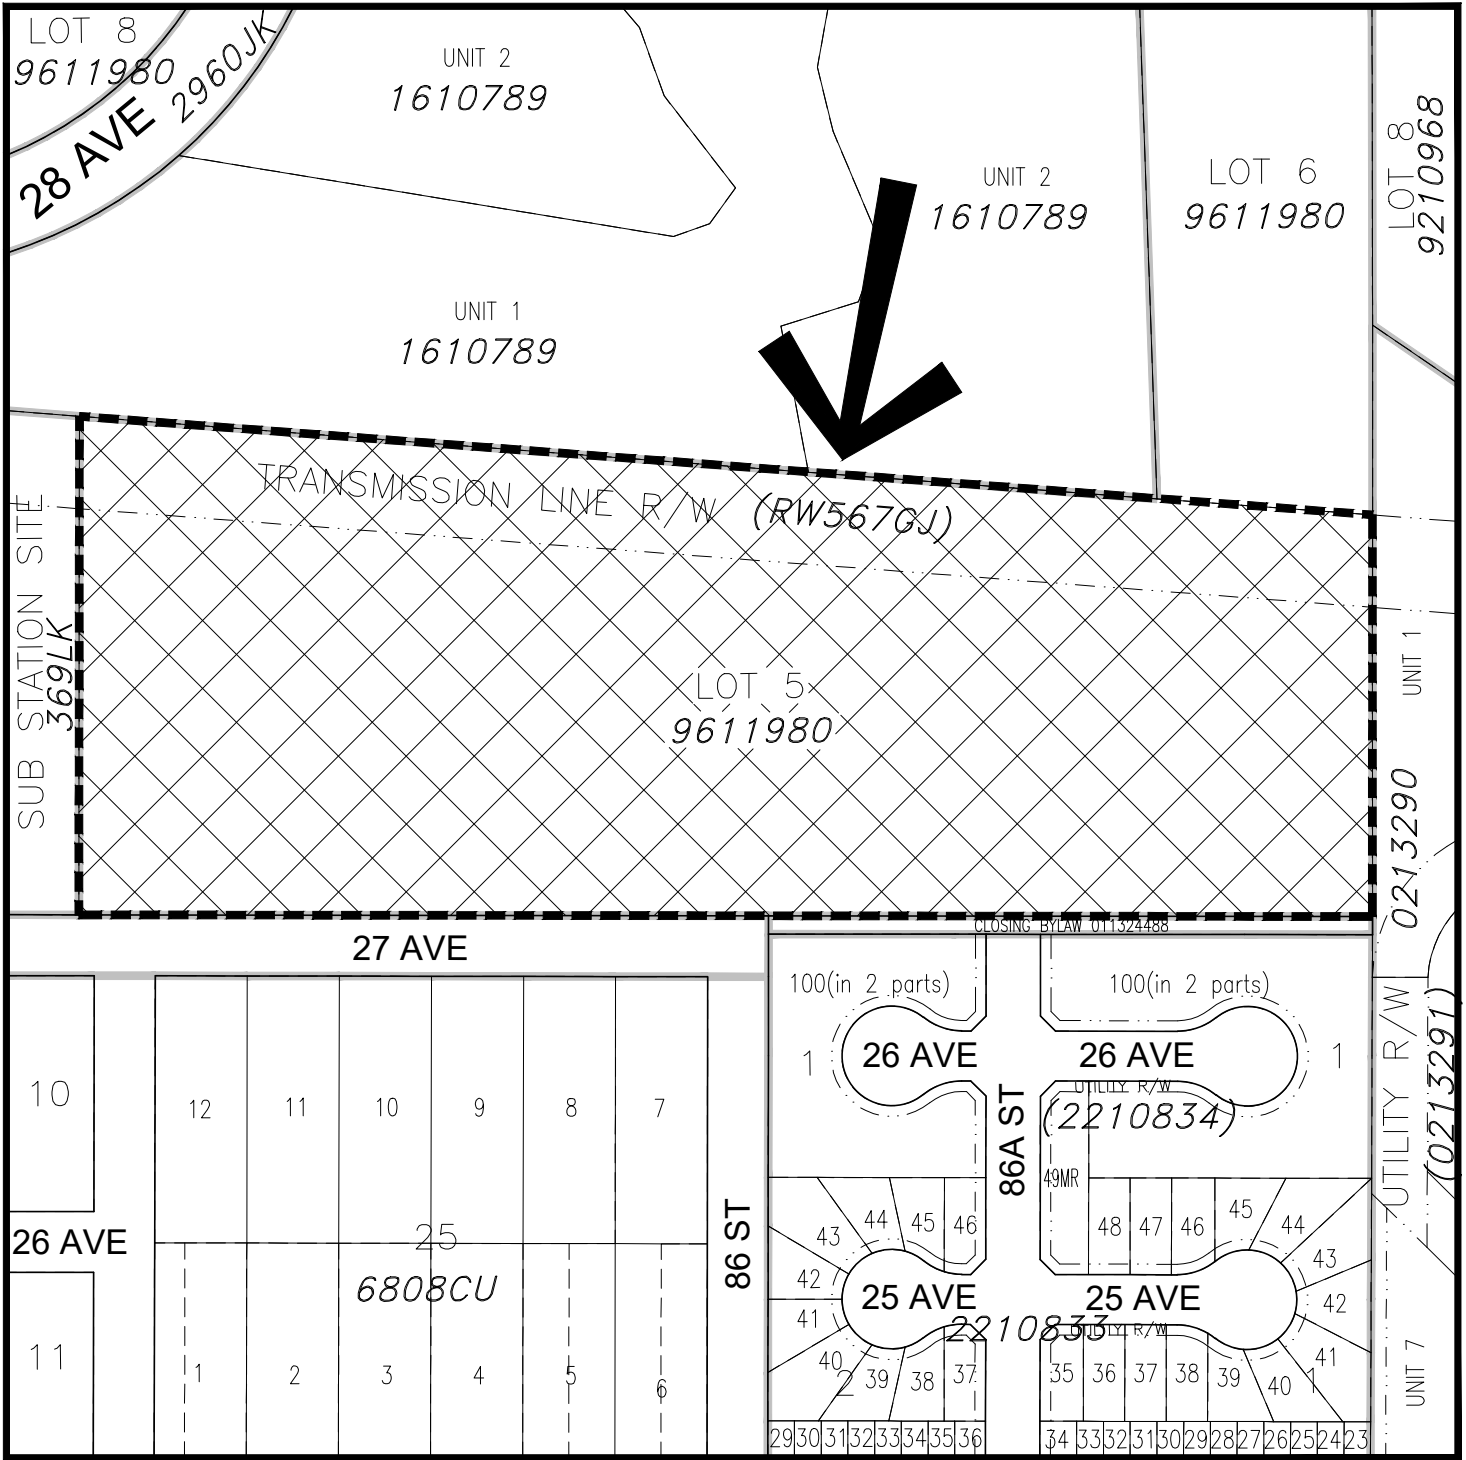 LOT 8
9611980
28 AVE
2960JK
UNIT 2
1610789
UNIT 2
1610789
LOT 6
9611980
LOT 8
9210968
UNIT 1
1610789
TRANSMISSION LINE R/W (RW567GJ)
SUB STATION SITE
369LK
LOT 5
9611980
UNIT 1
0213290
27 AVE
CLOSING BYLAW 011324488
100(in 2 parts)
100(in 2 parts)
1
26 AVE
26 AVE
1
UTILITY R/W
(2210834)
86A ST
49MR
UTILITY R/W
(0213291)
10
12
11
10
9
8
7
26 AVE
25
6808CU
86 ST
11
1
2
3
4
5
6
43
44
45
46
48
47
46
45
44
43
42
42
41
25 AVE
25 AVE
2210833
UTILITY R/W
41
40
2
39
38
37
35
36
37
38
39
40
1
UNIT 7
29
30
31
32
33
34
35
36
34
33
32
31
30
29
28
27
26
25
24
23